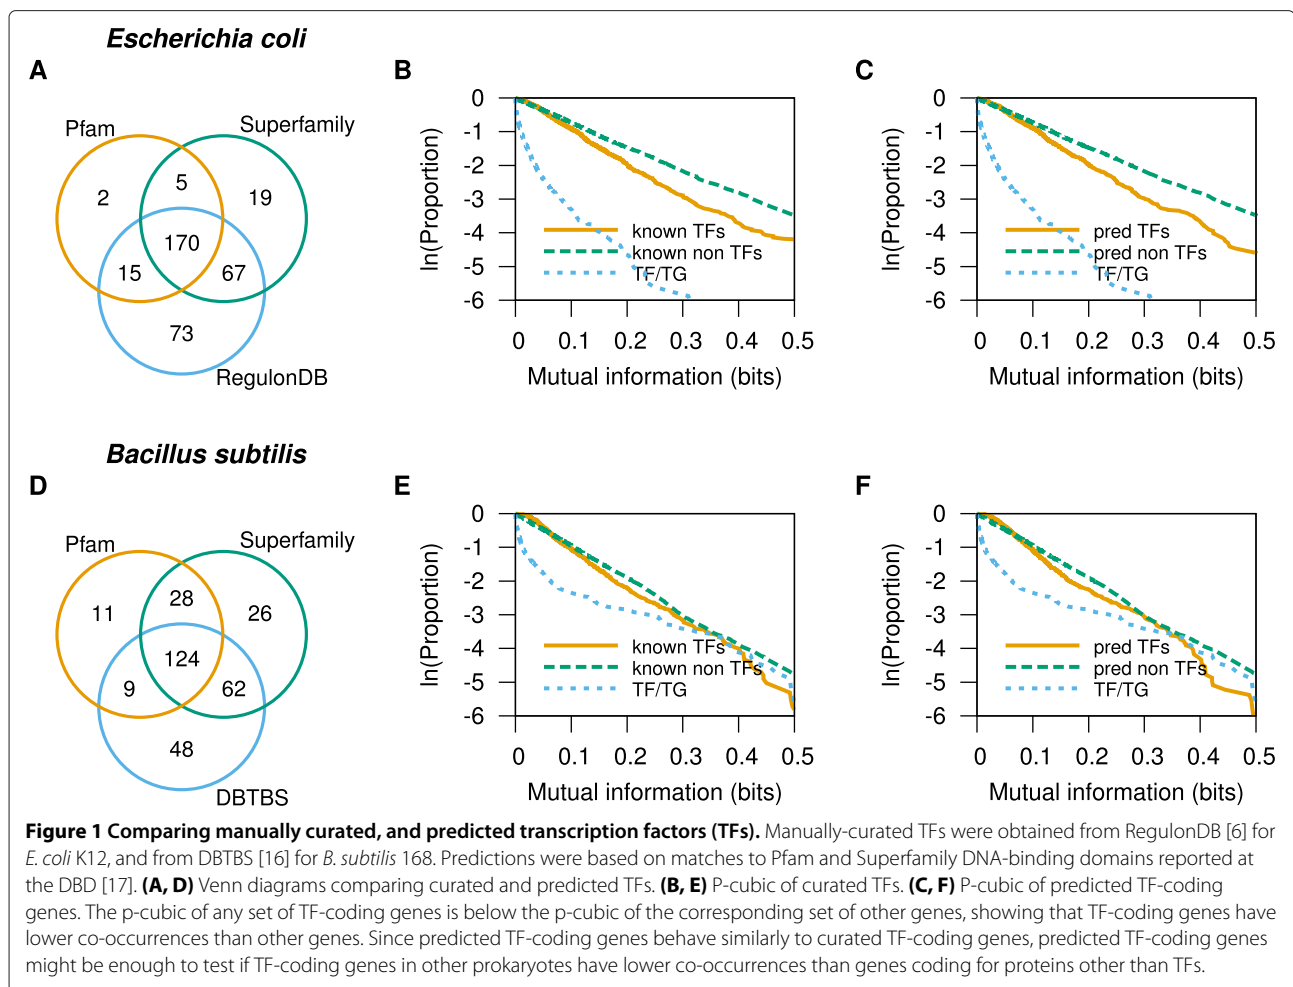 Escherichia coli
A
Pfam
Superfamily
2
5
19
170
15
67
73
RegulonDB
B
ln(Proportion)
0
-1
-2
-3
-4
-5
-6
known TFs
known non TFs
TF/TG
0 0.1 0.2 0.3 0.4 0.5
Mutual information (bits)
C
ln(Proportion)
0
-1
-2
-3
-4
-5
-6
pred TFs
pred non TFs
TF/TG
0 0.1 0.2 0.3 0.4 0.5
Mutual information (bits)
Bacillus subtilis
D
Pfam
Superfamily
11
28
26
124
9
62
48
DBTBS
E
ln(Proportion)
0
-1
-2
-3
-4
-5
-6
known TFs
known non TFs
TF/TG
0 0.1 0.2 0.3 0.4 0.5
Mutual information (bits)
F
ln(Proportion)
0
-1
-2
-3
-4
-5
-6
pred TFs
pred non TFs
TF/TG
0 0.1 0.2 0.3 0.4 0.5
Mutual information (bits)
Figure 1 Comparing manually curated, and predicted transcription factors (TFs). Manually-curated TFs were obtained from RegulonDB [6] for
E. coli K12, and from DBTBS [16] for B. subtilis 168. Predictions were based on matches to Pfam and Superfamily DNA-binding domains reported at
the DBD [17]. (A, D) Venn diagrams comparing curated and predicted TFs. (B, E) P-cubic of curated TFs. (C, F) P-cubic of predicted TF-coding
genes. The p-cubic of any set of TF-coding genes is below the p-cubic of the corresponding set of other genes, showing that TF-coding genes have
lower co-occurrences than other genes. Since predicted TF-coding genes behave similarly to curated TF-coding genes, predicted TF-coding genes
might be enough to test if TF-coding genes in other prokaryotes have lower co-occurrences than genes coding for proteins other than TFs.